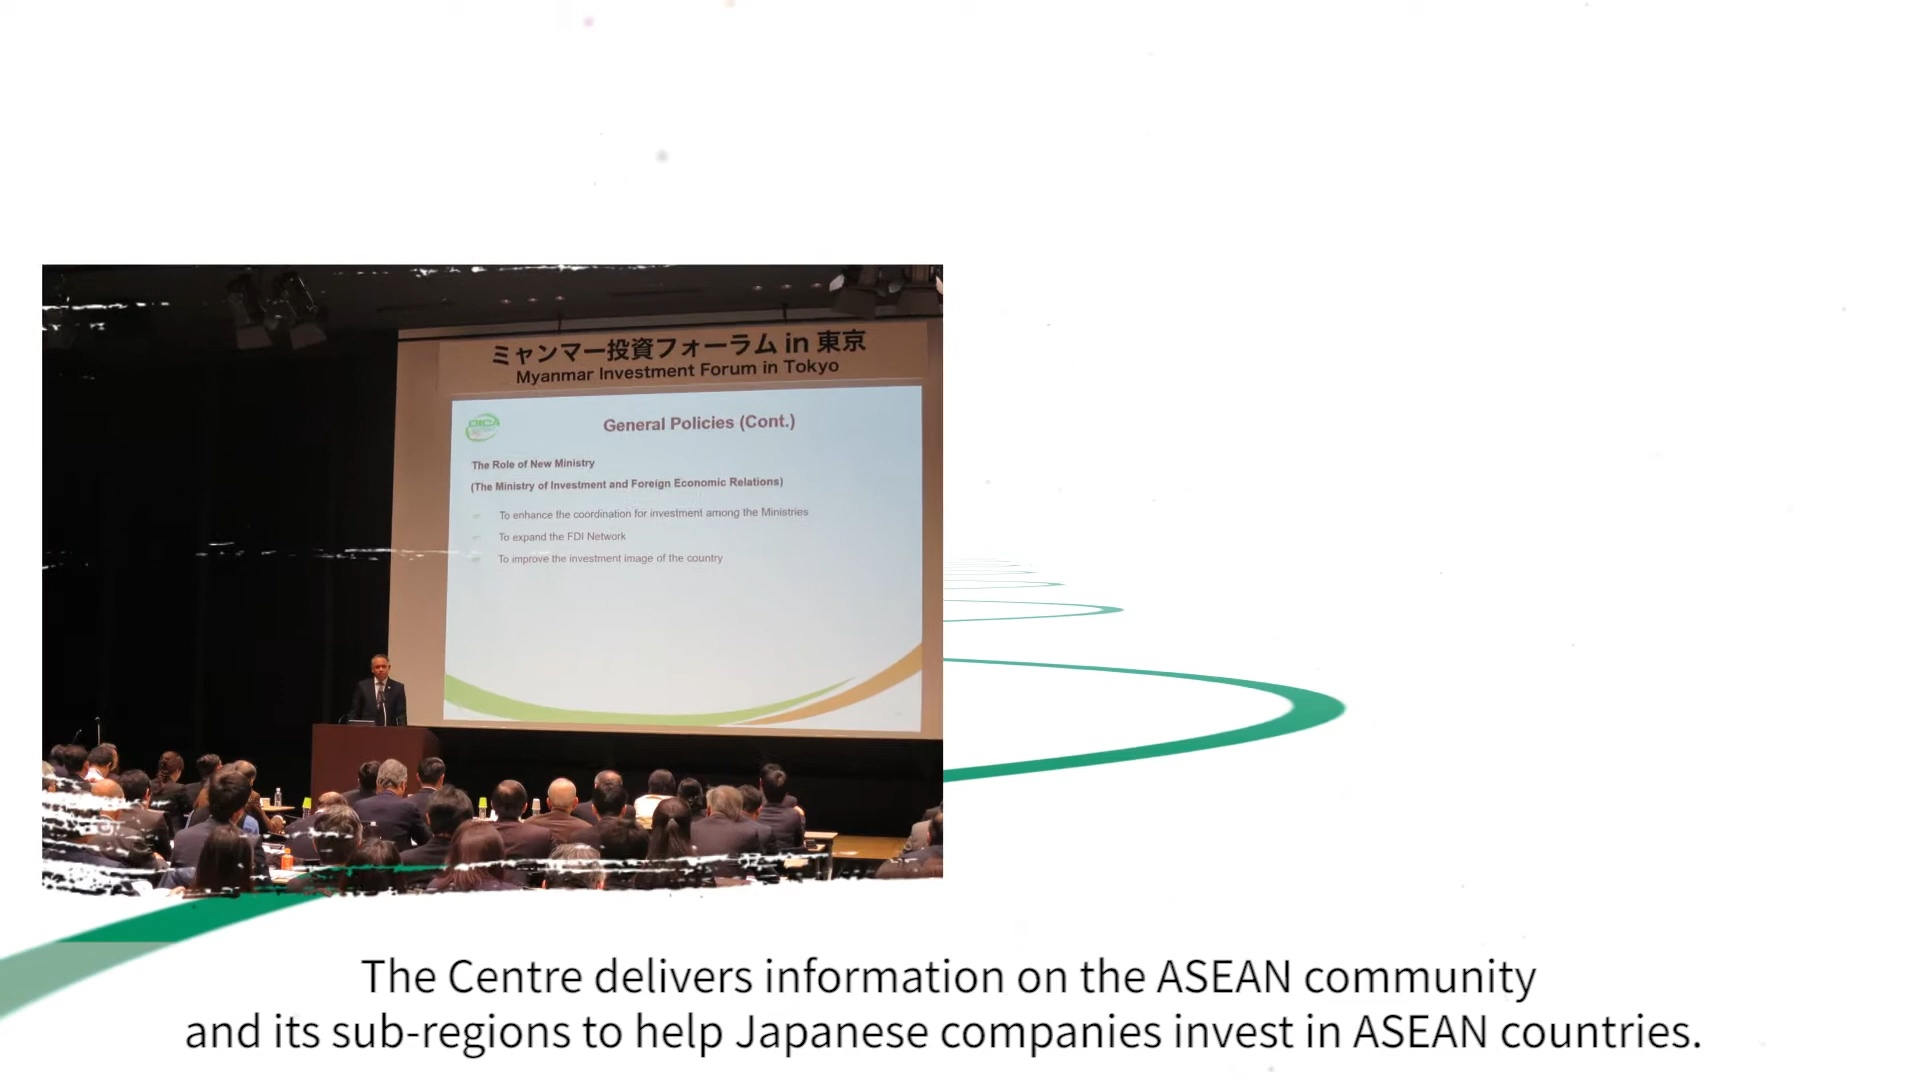 ミャンマー投資フォーラム in 東京
Myanmar Investment Forum in Tokyo
DICA
General Policies (Cont.)
The Role of New Ministry
(The Ministry of Investment and Foreign Economic Relations)
To enhance the coordination for investment among the Ministries
To expand the FDI Network
To improve the investment image of the country
The Centre delivers information on the ASEAN community
and its sub-regions to help Japanese companies invest in ASEAN countries.